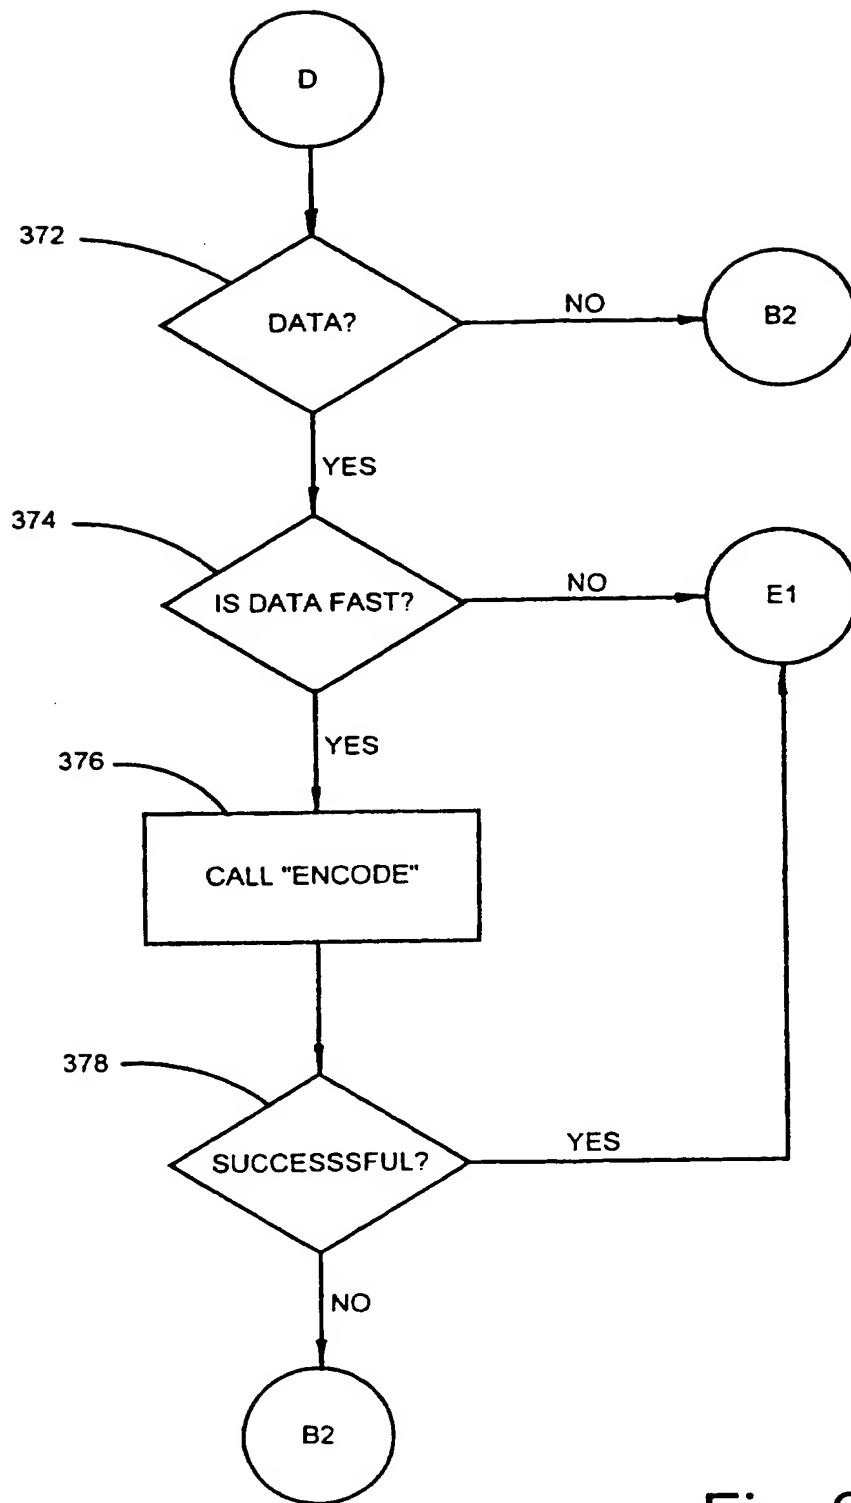 D
372
DATA?
NO
B2
YES
374
IS DATA FAST?
NO
E1
YES
376
CALL "ENCODE"
378
SUCCESSSFUL?
YES
NO
B2